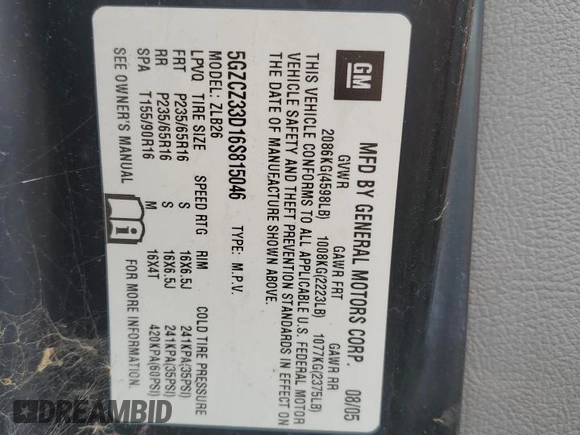 GM
MFD BY GENERAL MOTORS CORP. 08/05
GVWR GAWR FRT GAWR RR
2086KG(4598LB) 1008KG(2223LB) 1077KG(2375LB)
THIS VEHICLE CONFORMS TO ALL APPLICABLE U.S. FEDERAL MOTOR
VEHICLE SAFETY AND THEFT PREVENTION STANDARDS IN EFFECT ON
THE DATE OF MANUFACTURE SHOWN ABOVE.
5GZCZ33D16S815046 TYPE: M.P.V.
MODEL: ZLB26
LPVQ TIRE SIZE SPEED RTG RIM COLD TIRE PRESSURE
FRT P235/65R16 S 16X6.5J 241KPA(35PSI)
RR P235/65R16 S 16X6.5J 241KPA(35PSI)
SPA T155/90R16 M 16X4T 420KPA(60PSI)
SEE OWNER'S MANUAL i FOR MORE INFORMATION.
DREAMBID